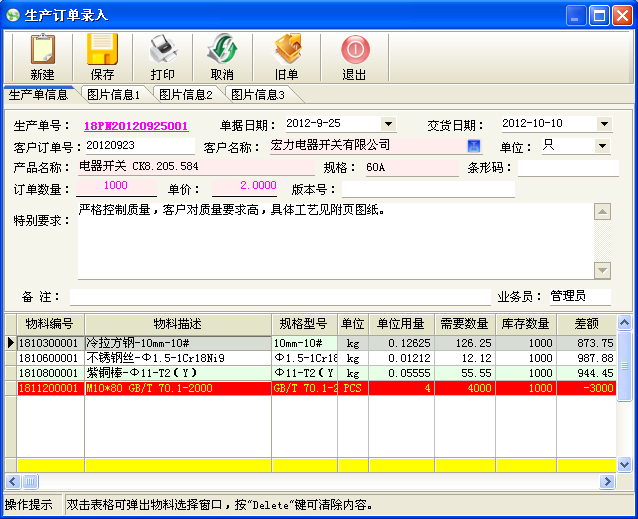 生产订单录入
新建 保存 打印 取消 旧单 退出
生产单信息 图片信息1 图片信息2 图片信息3
生产单号： 18PN20120925001 单据日期： 2012-9-25 交货日期： 2012-10-10
客户订单号： 20120923 客户名称： 宏力电器开关有限公司 单位： 只
产品名称： 电器开关 CK8.205.584 规格： 60A 条形码：
订单数量： 1000 单价： 2.0000 版本号：
特别要求： 严格控制质量，客户对质量要求高，具体工艺见附页图纸。
备 注： 业务员： 管理员
物料编号 物料描述 规格型号 单位 单位用量 需要数量 库存数量 差额
1810300001 冷拉方钢-10mm-10# 10mm-10# kg 0.12625 126.25 1000 873.75
1810600001 不锈钢丝-Φ1.5-1Cr18Ni9 Φ1.5-1Cr18 kg 0.01212 12.12 1000 987.88
1810800001 紫铜棒-Φ11-T2（Y） Φ11-T2（Y kg 0.05555 55.55 1000 944.45
1811200001 M10*80 GB/T 70.1-2000 GB/T 70.1-2 PCS 4 4000 1000 -3000
操作提示 双击表格可弹出物料选择窗口，按"Delete"键可清除内容。